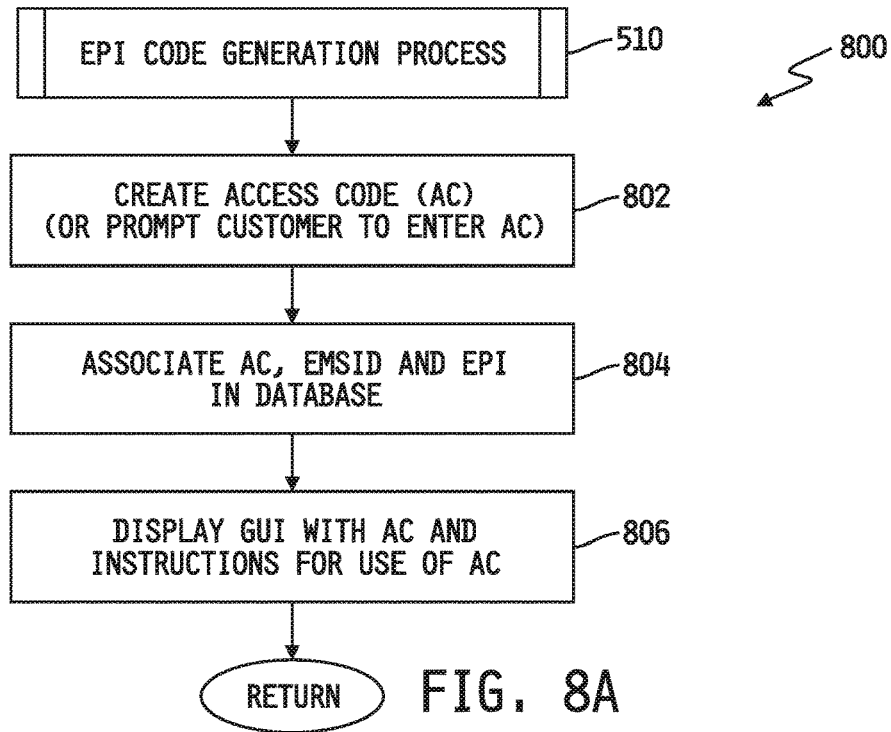 EPI CODE GENERATION PROCESS
510
800
CREATE ACCESS CODE (AC)
(OR PROMPT CUSTOMER TO ENTER AC)
802
ASSOCIATE AC, EMSID AND EPI
IN DATABASE
804
DISPLAY GUI WITH AC AND
INSTRUCTIONS FOR USE OF AC
806
RETURN
FIG. 8A